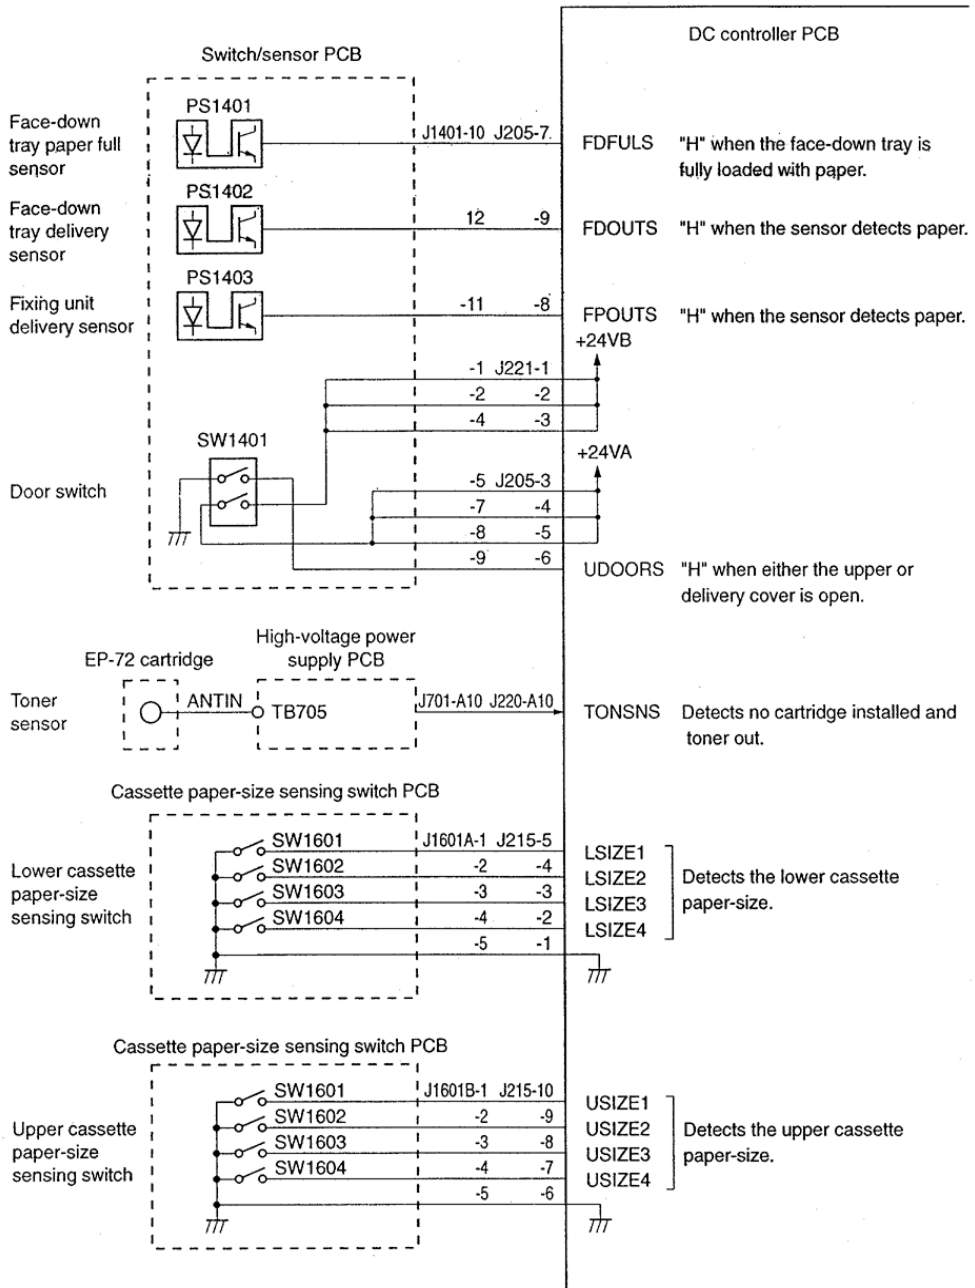 DC controller PCB
Switch/sensor PCB
Face-down
tray paper full
sensor
PS1401
J1401-10 J205-7
FDFULS "H" when the face-down tray is
fully loaded with paper.
Face-down
tray delivery
sensor
PS1402
12 -9
FDOUTS "H" when the sensor detects paper.
Fixing unit
delivery sensor
PS1403
-11 -8
FPOUTS "H" when the sensor detects paper.
+24VB
-1 J221-1
-2 -2
-4 -3
Door switch
SW1401
+24VA
-5 J205-3
-7 -4
-8 -5
-9 -6
UDOORS "H" when either the upper or
delivery cover is open.
EP-72 cartridge
High-voltage power
supply PCB
Toner
sensor
ANTIN
TB705
J701-A10 J220-A10
TONSNS Detects no cartridge installed and
toner out.
Cassette paper-size sensing switch PCB
Lower cassette
paper-size
sensing switch
SW1601 J1601A-1 J215-5 LSIZE1
SW1602 -2 -4 LSIZE2
SW1603 -3 -3 LSIZE3
SW1604 -4 -2 LSIZE4
-5 -1
Detects the lower cassette
paper-size.
Cassette paper-size sensing switch PCB
Upper cassette
paper-size
sensing switch
SW1601 J1601B-1 J215-10 USIZE1
SW1602 -2 -9 USIZE2
SW1603 -3 -8 USIZE3
SW1604 -4 -7 USIZE4
-5 -6
Detects the upper cassette
paper-size.